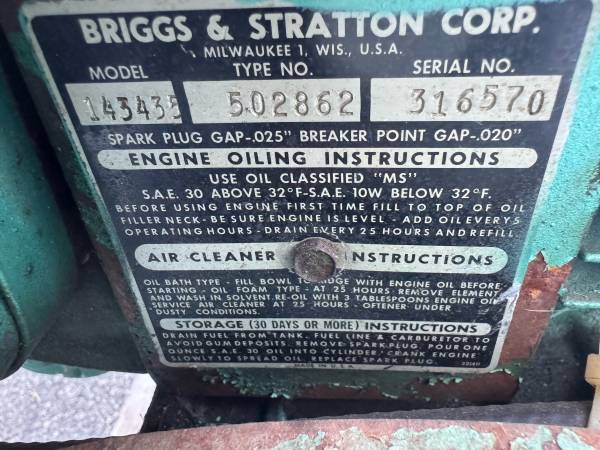 BRIGGS & STRATTON CORP.
MILWAUKEE 1, WIS., U.S.A.
MODEL TYPE NO. SERIAL NO.
143435 502862 316570
SPARK PLUG GAP-.025" BREAKER POINT GAP-.020"
ENGINE OILING INSTRUCTIONS
USE OIL CLASSIFIED "MS"
S.A.E. 30 ABOVE 32°F-S.A.E. 10W BELOW 32°F.
BEFORE USING ENGINE FIRST TIME FILL TO TOP OF OIL
FILLER NECK - BE SURE ENGINE IS LEVEL - ADD OIL EVERY 5
OPERATING HOURS - DRAIN EVERY 25 HOURS AND REFILL.
AIR CLEANER INSTRUCTIONS
OIL BATH TYPE - FILL BOWL TO RIDGE WITH ENGINE OIL BEFORE
STARTING - OIL FOAM TYPE - AT 25 HOURS REMOVE ELEMENT
AND WASH IN SOLVENT. RE-OIL WITH 3 TABLESPOONS ENGINE OIL
SERVICE AIR CLEANER AT 25 HOURS - OFTENER UNDER
DUSTY CONDITIONS.
STORAGE (30 DAYS OR MORE) INSTRUCTIONS
DRAIN FUEL FROM TANK, FUEL LINE & CARBURETOR TO
AVOID GUM DEPOSITS. REMOVE SPARK PLUG. POUR ONE
OUNCE S.A.E. 30 OIL INTO CYLINDER. CRANK ENGINE
SLOWLY TO SPREAD OIL. REPLACE SPARK PLUG.
MADE IN U.S.A.